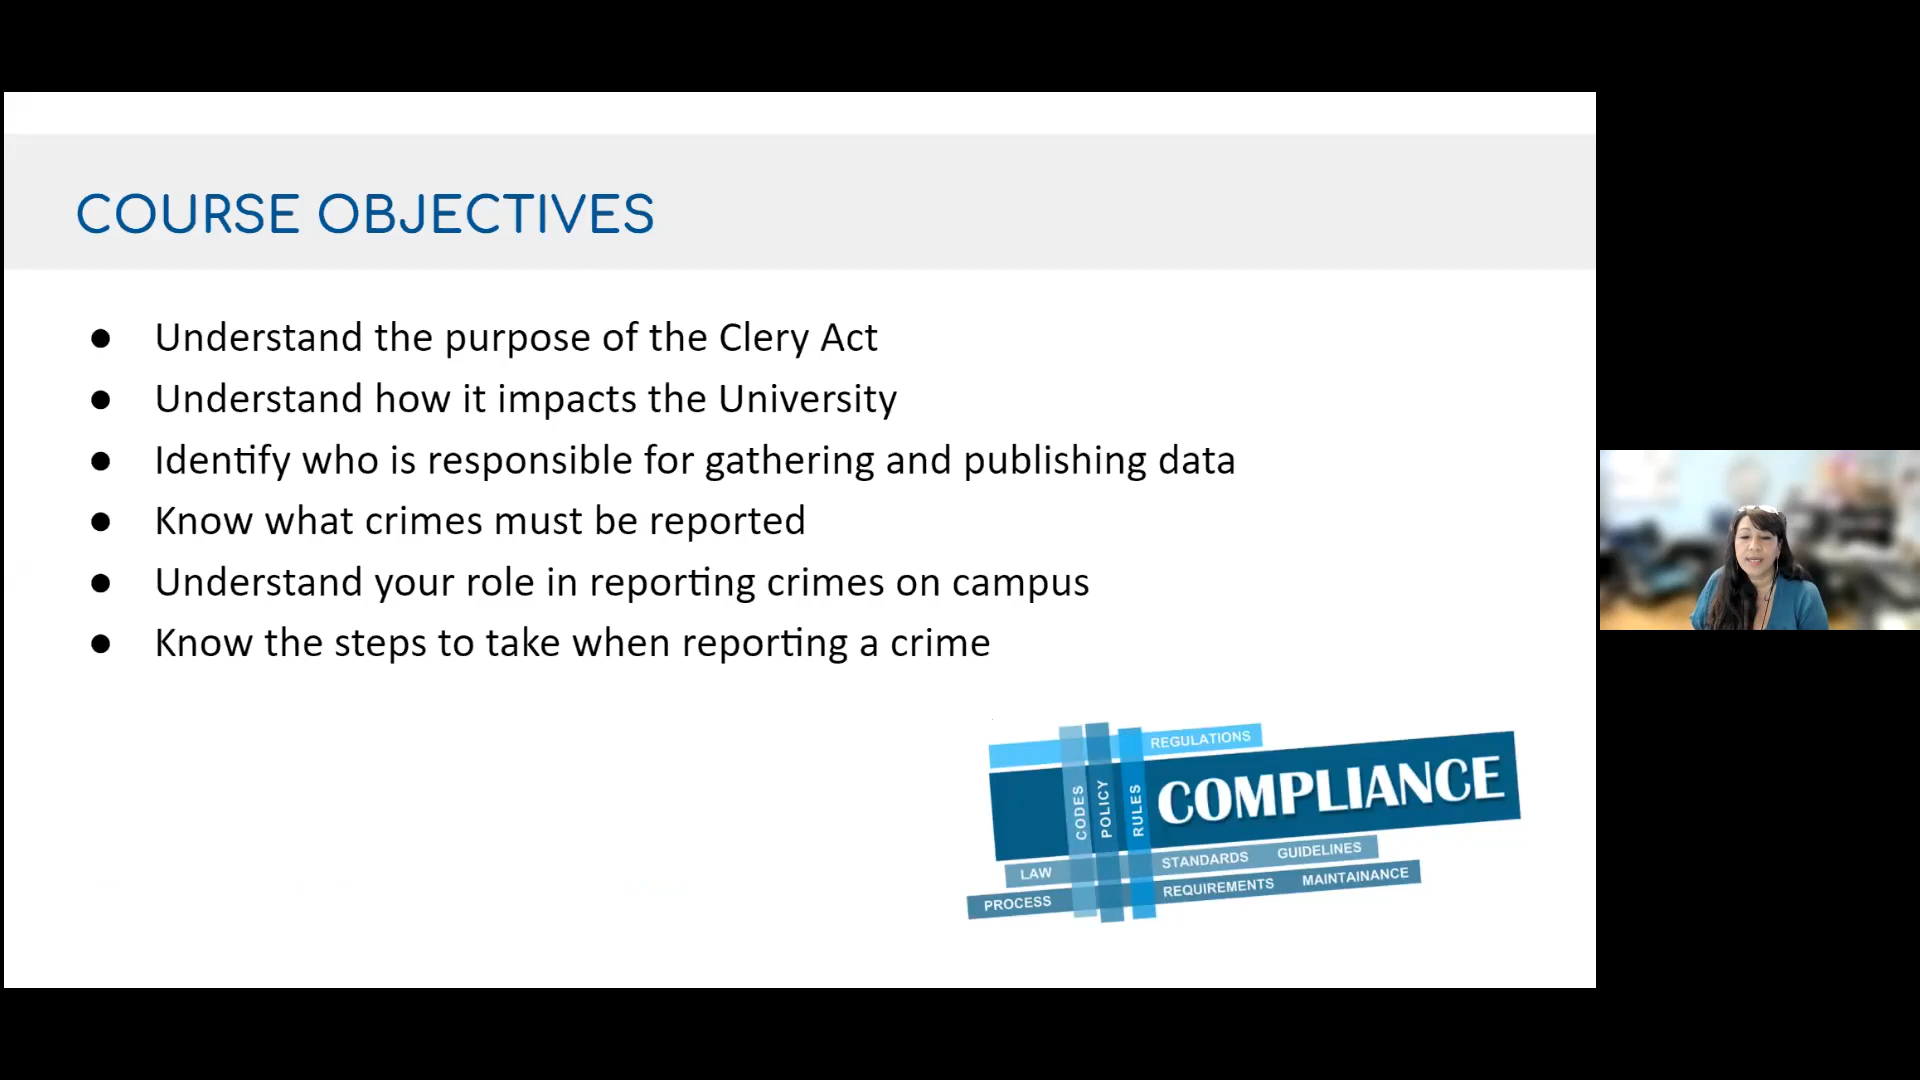 COURSE OBJECTIVES
● Understand the purpose of the Clery Act
● Understand how it impacts the University
● Identify who is responsible for gathering and publishing data
● Know what crimes must be reported
● Understand your role in reporting crimes on campus
● Know the steps to take when reporting a crime
REGULATIONS
CODES
POLICY
RULES
COMPLIANCE
LAW
STANDARDS GUIDELINES
PROCESS
REQUIREMENTS MAINTAINANCE